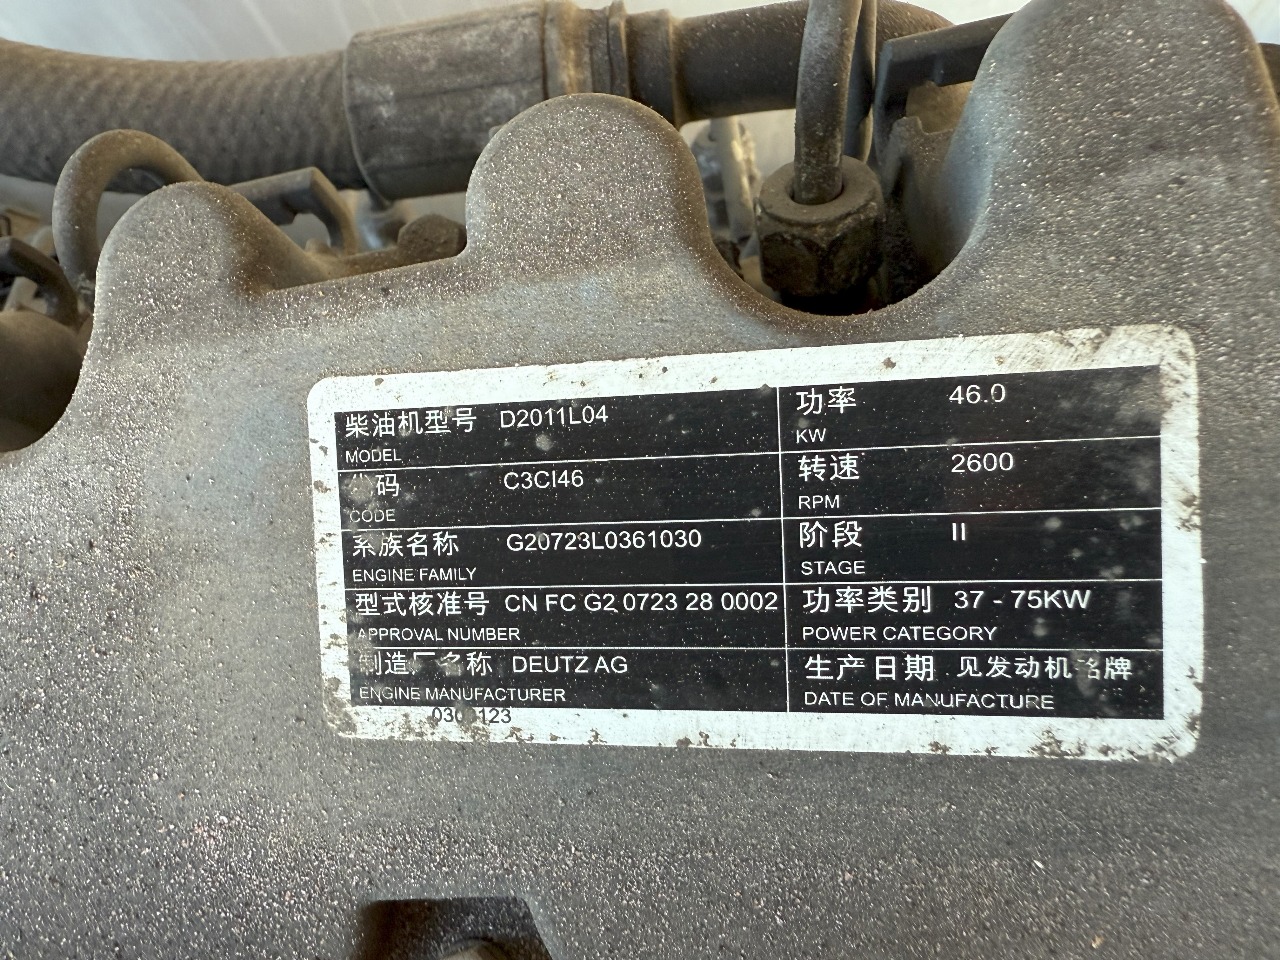 柴油机型号 D2011L04 功率 46.0
MODEL KW
代码 C3CI46 转速 2600
CODE RPM
系族名称 G20723L0361030 阶段 II
ENGINE FAMILY STAGE
型式核准号 CN FC G2 0723 28 0002 功率类别 37 - 75KW
APPROVAL NUMBER POWER CATEGORY
制造厂名称 DEUTZ AG 生产日期 见发动机铭牌
ENGINE MANUFACTURER DATE OF MANUFACTURE